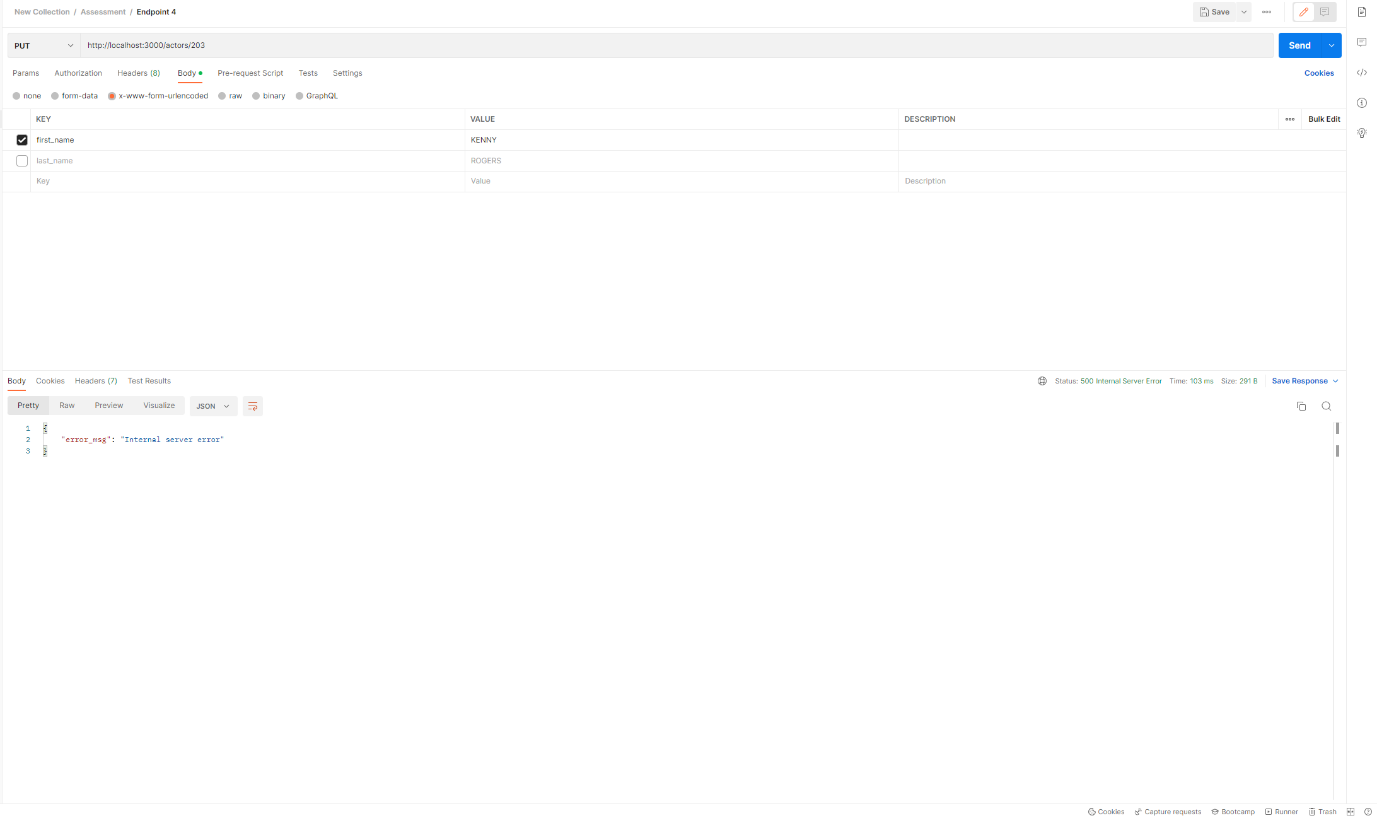 New Collection / Assessment / Endpoint 4
Save
PUT
http://localhost:3000/actors/203
Send
Params Authorization Headers (8) Body Pre-request Script Tests Settings
Cookies
none form-data x-www-form-urlencoded raw binary GraphQL
KEY VALUE DESCRIPTION Bulk Edit
first_name KENNY
last_name ROGERS
Key Value Description
Body Cookies Headers (7) Test Results
Status: 500 Internal Server Error Time: 103 ms Size: 291 B Save Response
Pretty Raw Preview Visualize JSON
1 {
2 "error_msg": "Internal server error"
3 }
Cookies Capture requests Bootcamp Runner Trash